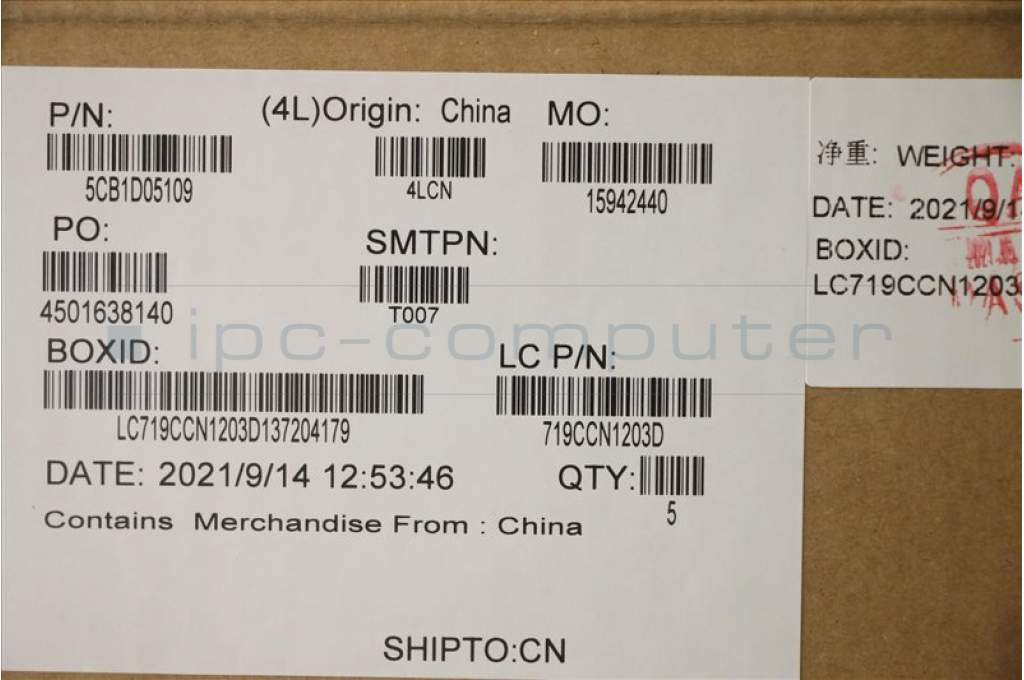 P/N: (4L)Origin: China MO:
5CB1D05109 4LCN 15942440
PO: SMTPN:
4501638140 T007
BOXID: LC P/N:
LC719CCN1203D137204179 719CCN1203D
DATE: 2021/9/14 12:53:46 QTY:
5
Contains Merchandise From : China
SHIPTO:CN
净重: WEIGHT:
DATE: 2021/9/1
BOXID:
LC719CCN1203
QA
ipc-computer